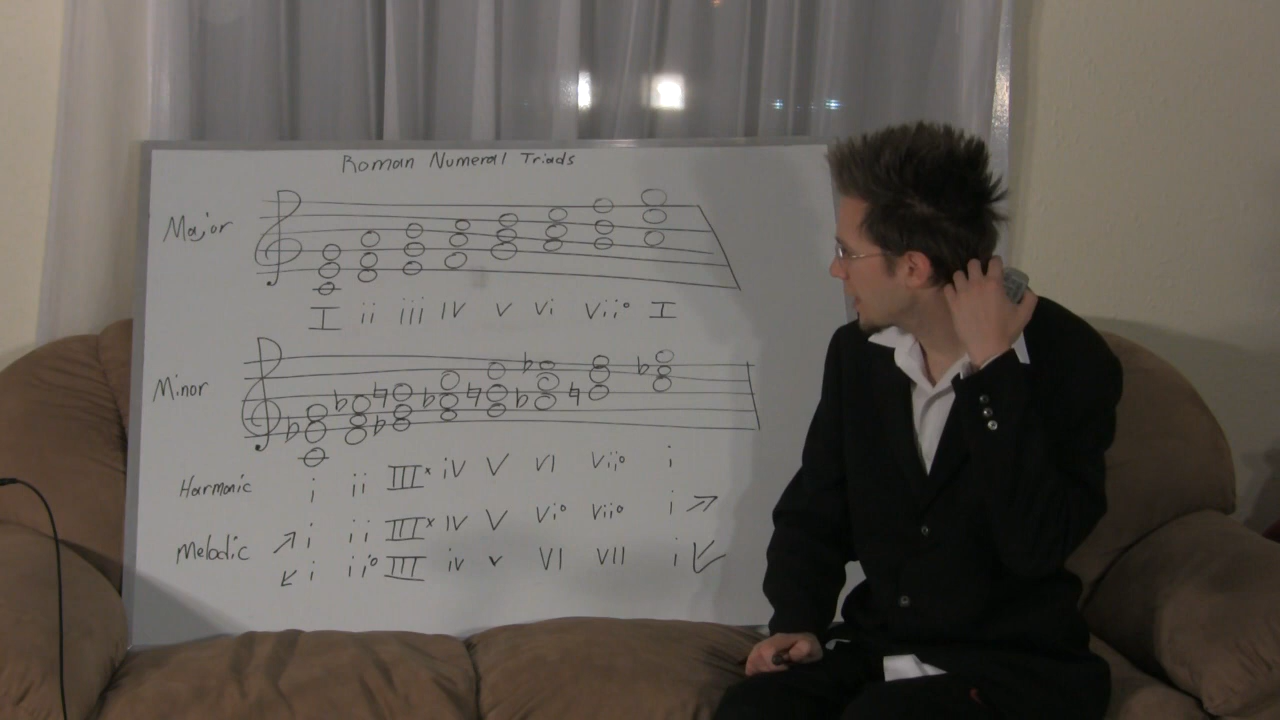 Roman Numeral Triads
Major
I ii iii IV V vi vii° I
Minor
Harmonic i ii III× iv V VI vii° i
Melodic ↗ i ii III× IV V vi° vii° i ↗
↙ i ii° III iv v VI VII i ↙